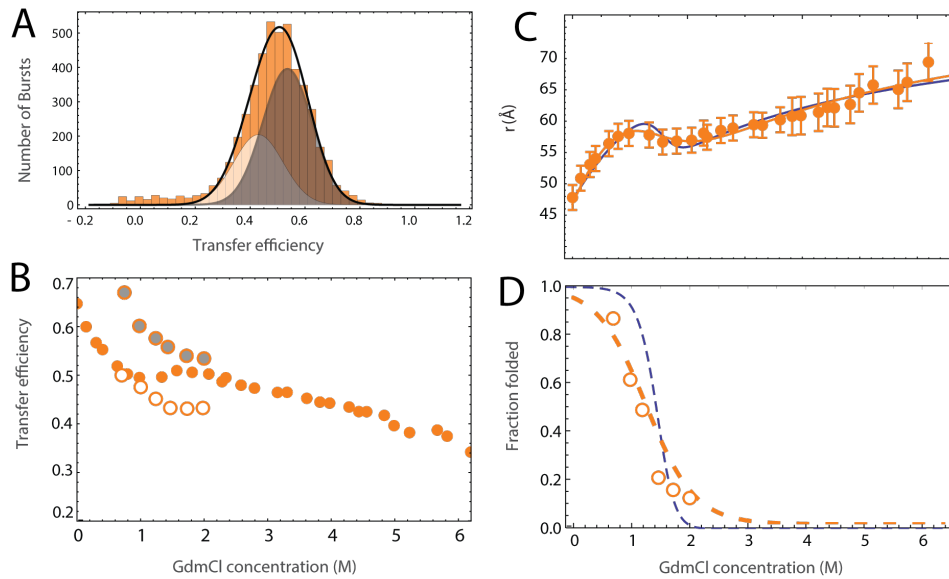 A
Number of Bursts
500
400
300
200
100
0
- 0.2 0.0 0.2 0.4 0.6 0.8 1.0 1.2
Transfer efficiency
B
Transfer efficiency
0.7
0.6
0.5
0.4
0.3
0.2
0 1 2 3 4 5 6
GdmCl concentration (M)
C
r (Å)
70
65
60
55
50
45
D
Fraction folded
1.0
0.8
0.6
0.4
0.2
0.0
0 1 2 3 4 5 6
GdmCl concentration (M)